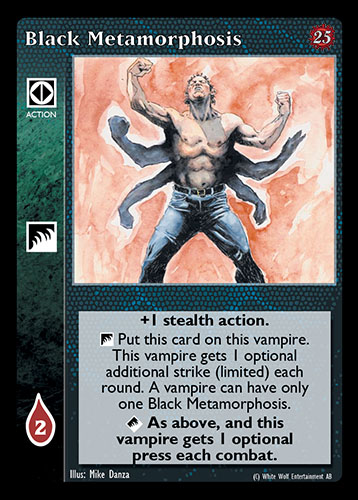 Black Metamorphosis
25
ACTION
+1 stealth action.
Put this card on this vampire.
This vampire gets 1 optional
additional strike (limited) each
round. A vampire can have only
one Black Metamorphosis.
As above, and this
vampire gets 1 optional
press each combat.
2
Illus: Mike Danza
(C) White Wolf Entertainment AB